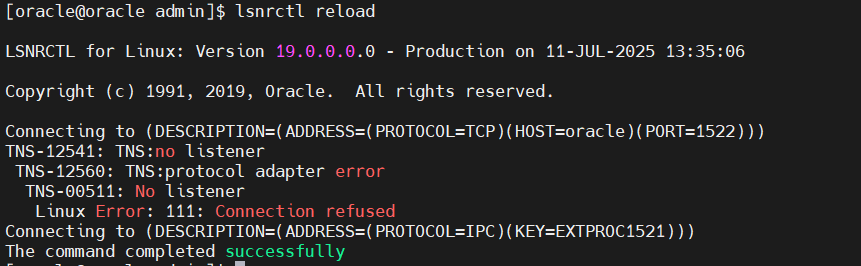 [oracle@oracle admin]$ lsnrctl reload
LSNRCTL for Linux: Version 19.0.0.0.0 - Production on 11-JUL-2025 13:35:06
Copyright (c) 1991, 2019, Oracle.  All rights reserved.
Connecting to (DESCRIPTION=(ADDRESS=(PROTOCOL=TCP)(HOST=oracle)(PORT=1522)))
TNS-12541: TNS:no listener
 TNS-12560: TNS:protocol adapter error
  TNS-00511: No listener
   Linux Error: 111: Connection refused
Connecting to (DESCRIPTION=(ADDRESS=(PROTOCOL=IPC)(KEY=EXTPROC1521)))
The command completed successfully